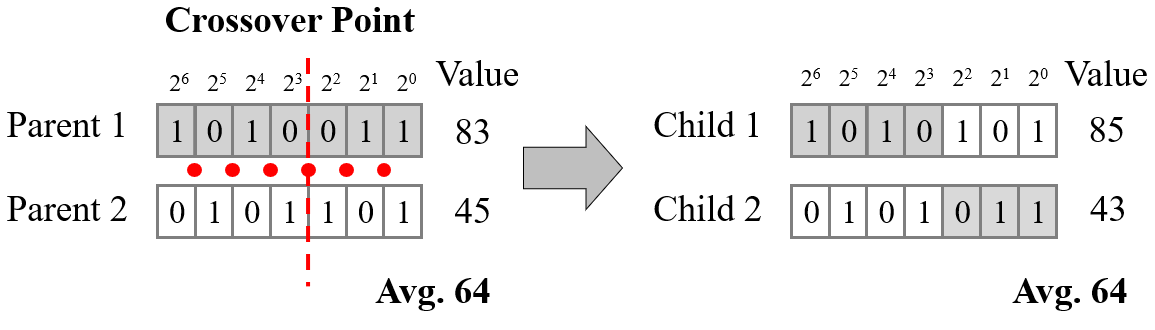 Crossover Point
2⁶ 2⁵ 2⁴ 2³ 2² 2¹ 2⁰ Value
Parent 1 1 0 1 0 0 1 1 83
Parent 2 0 1 0 1 1 0 1 45
Avg. 64
2⁶ 2⁵ 2⁴ 2³ 2² 2¹ 2⁰ Value
Child 1 1 0 1 0 1 0 1 85
Child 2 0 1 0 1 0 1 1 43
Avg. 64